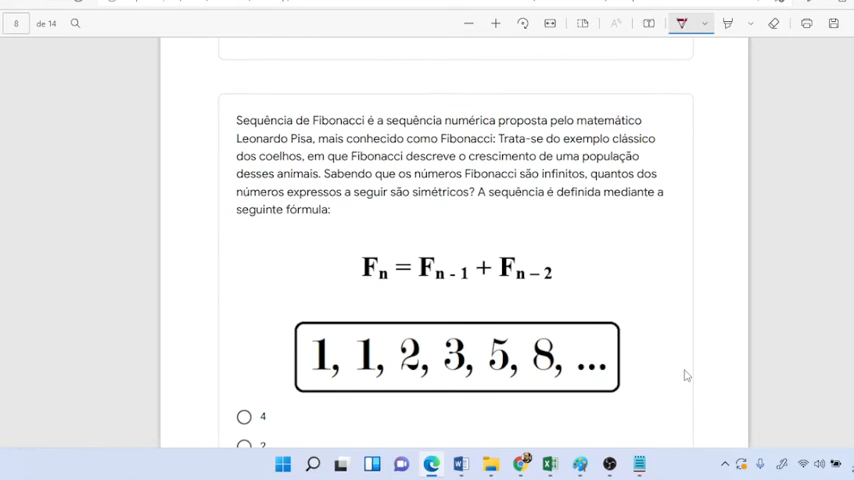 8 de 14
Sequência de Fibonacci é a sequência numérica proposta pelo matemático
Leonardo Pisa, mais conhecido como Fibonacci: Trata-se do exemplo clássico
dos coelhos, em que Fibonacci descreve o crescimento de uma população
desses animais. Sabendo que os números Fibonacci são infinitos, quantos dos
números expressos a seguir são simétricos? A sequência é definida mediante a
seguinte fórmula:
Fn = Fn - 1 + Fn – 2
1, 1, 2, 3, 5, 8, ...
4
2